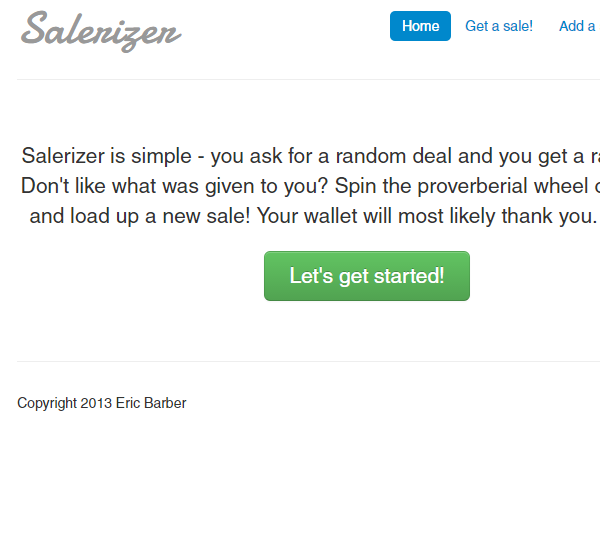 Salerizer
Home Get a sale! Add a
Salerizer is simple - you ask for a random deal and you get a
Don't like what was given to you? Spin the proverberial wheel
and load up a new sale! Your wallet will most likely thank you.
Let's get started!
Copyright 2013 Eric Barber